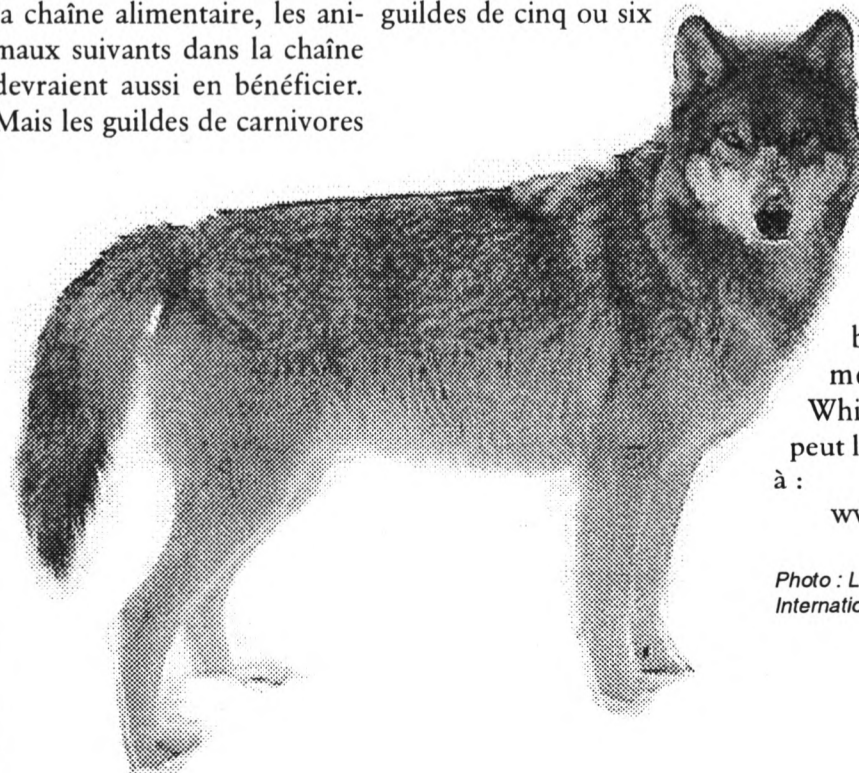 la chaîne alimentaire, les ani-
maux suivants dans la chaîne
devraient aussi en bénéficier.
Mais les guildes de carnivores
guildes de cinq ou six
Whi
peut l
à :
Photo : L
Internatio